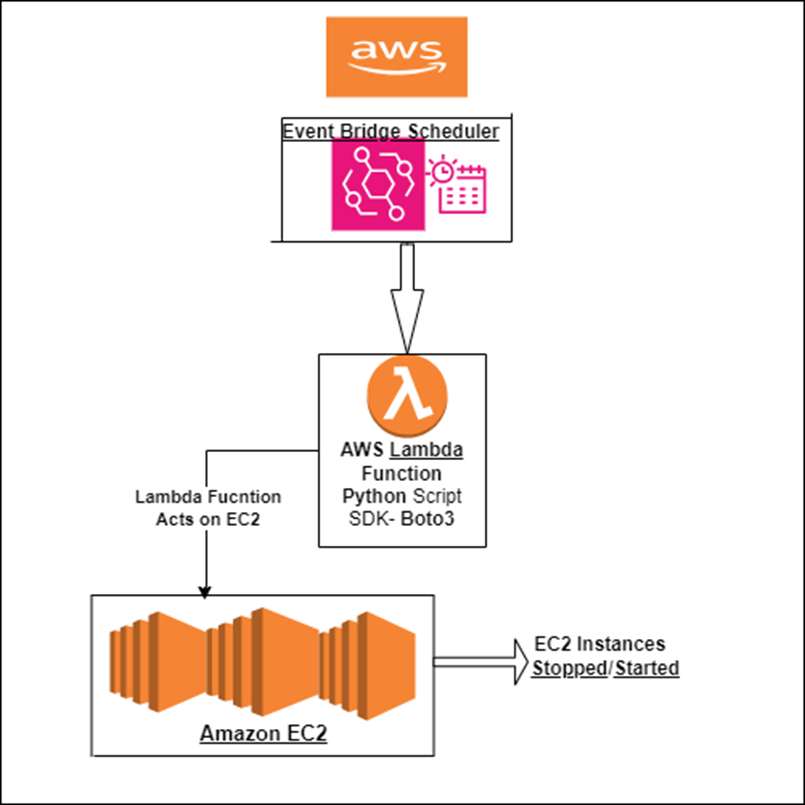 aws
Event Bridge Scheduler
AWS Lambda
Function
Python Script
SDK- Boto3
Lambda Fucntion
Acts on EC2
EC2 Instances
Stopped/Started
Amazon EC2